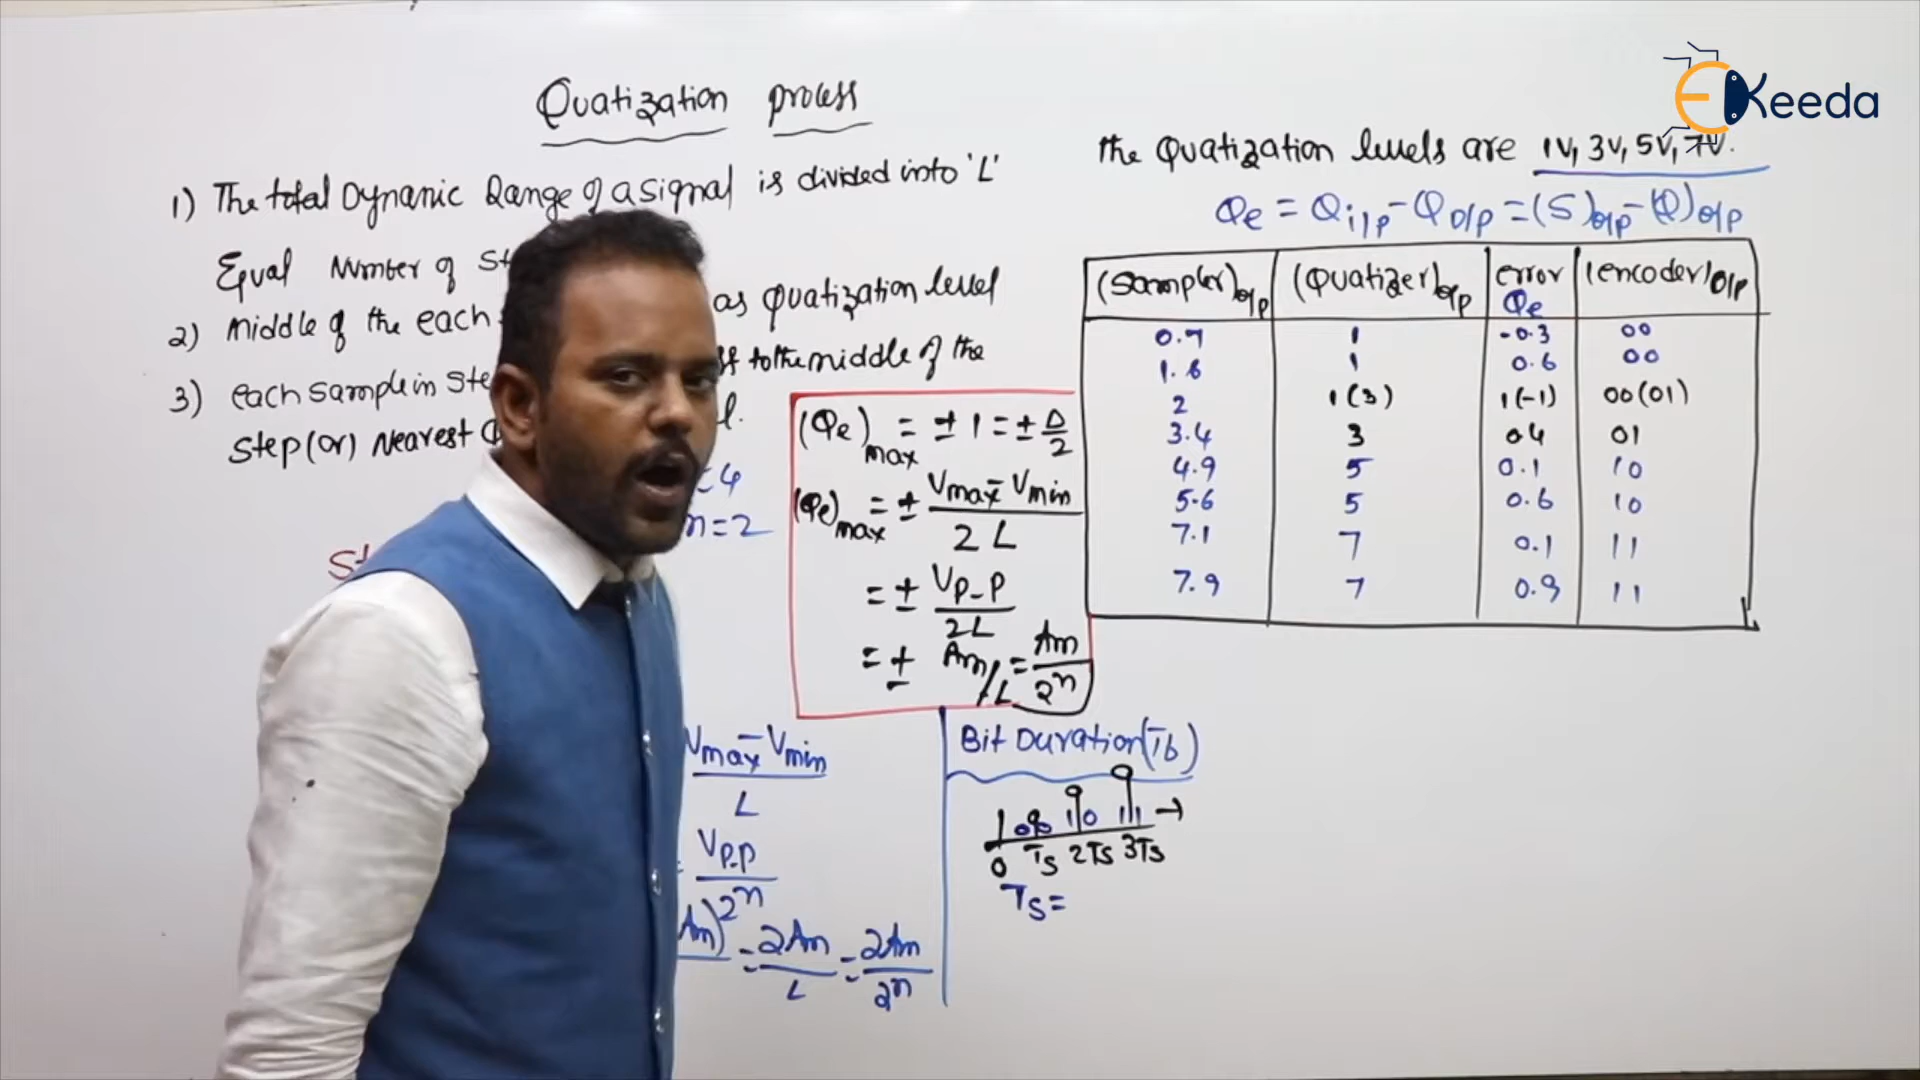 Quatization process
1) The total Dynamic Range of a signal is divided into 'L'
Equal Number of
2) Middle of the each as Quatization level
to the middle of the
3) each sample in
Step (or) Nearest
=4
n=2
(Qe)max = ± 1 = ± Δ/2
(Qe)max = ± Vmax - Vmin / 2L
= ± Vp-p / 2L
= ± Am/L = Am/2^n
Vmax - Vmin / L
Vp-p / 2^n
Am) = 2Am/L = 2Am/2^n
Bit Duration (Tb)
00 10 11 →
0 Ts 2Ts 3Ts
Ts =
EKeeda
the Quatization levels are 1V, 3V, 5V, 7V.
Qe = Qi/p - Qo/p = (S)o/p - (Q)o/p
(Sampler)o/p (Quatizer)o/p error Qe (encoder)o/p
0.7 1 -0.3 00
1.6 1 0.6 00
2 1(3) 1(-1) 00(01)
3.4 3 04 01
4.9 5 0.1 10
5.6 5 0.6 10
7.1 7 0.1 11
7.9 7 0.9 11